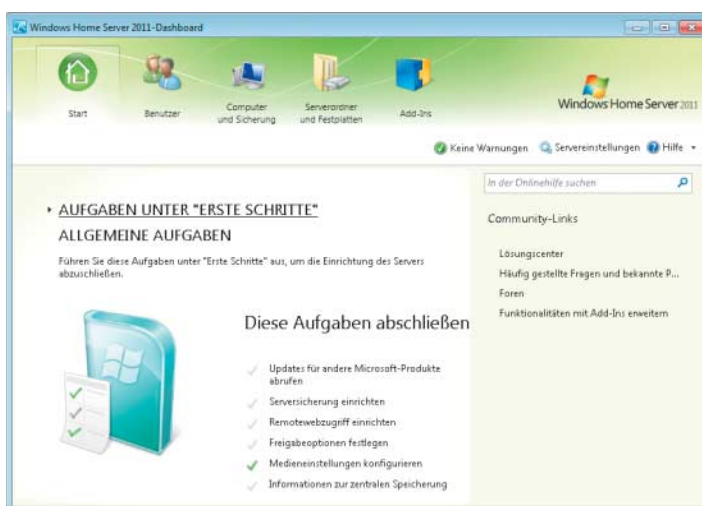 Windows Home Server 2011-Dashboard
Start
Benutzer
Computer
und Sicherung
Serverordner
und Festplatten
Add-Ins
Windows Home Server 2011
Keine Warnungen
Servereinstellungen
Hilfe
In der Onlinehilfe suchen
AUFGABEN UNTER "ERSTE SCHRITTE"
ALLGEMEINE AUFGABEN
Führen Sie diese Aufgaben unter "Erste Schritte" aus, um die Einrichtung des Servers
abzuschließen.
Diese Aufgaben abschließen
Updates für andere Microsoft-Produkte
abrufen
Serversicherung einrichten
Remotewebzugriff einrichten
Freigabeoptionen festlegen
Medieneinstellungen konfigurieren
Informationen zur zentralen Speicherung
Community-Links
Lösungscenter
Häufig gestellte Fragen und bekannte P...
Foren
Funktionalitäten mit Add-Ins erweitern